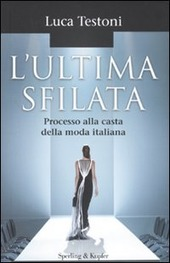 Luca Testoni
L'ULTIMA
SFILATA
Processo alla casta
della moda italiana
Sperling & Kupfer